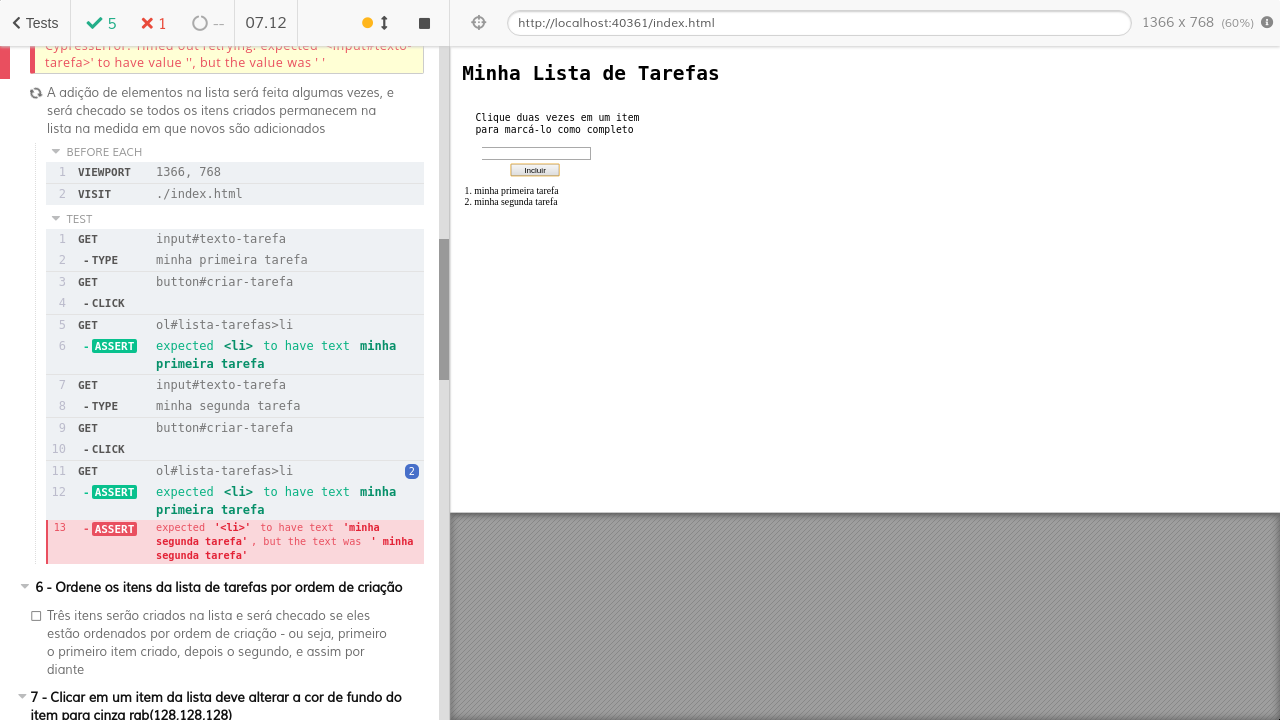 Tests
5
1
--
07.12
http://localhost:40361/index.html
1366 x 768 (60%)
CypressError: Timed out retrying: expected '<input#texto-
tarefa>' to have value '', but the value was ' '
A adição de elementos na lista será feita algumas vezes, e
será checado se todos os itens criados permanecem na
lista na medida em que novos são adicionados
BEFORE EACH
1 VIEWPORT 1366, 768
2 VISIT ./index.html
TEST
1 GET input#texto-tarefa
2 - TYPE minha primeira tarefa
3 GET button#criar-tarefa
4 - CLICK
5 GET ol#lista-tarefas>li
6 - ASSERT expected <li> to have text minha
primeira tarefa
7 GET input#texto-tarefa
8 - TYPE minha segunda tarefa
9 GET button#criar-tarefa
10 - CLICK
11 GET ol#lista-tarefas>li 2
12 - ASSERT expected <li> to have text minha
primeira tarefa
13 - ASSERT expected '<li>' to have text 'minha
segunda tarefa', but the text was ' minha
segunda tarefa'
6 - Ordene os itens da lista de tarefas por ordem de criação
Três itens serão criados na lista e será checado se eles
estão ordenados por ordem de criação - ou seja, primeiro
o primeiro item criado, depois o segundo, e assim por
diante
7 - Clicar em um item da lista deve alterar a cor de fundo do
item para cinza rgb(128,128,128)
Minha Lista de Tarefas
Clique duas vezes em um item
para marcá-lo como completo
Incluir
1. minha primeira tarefa
2. minha segunda tarefa